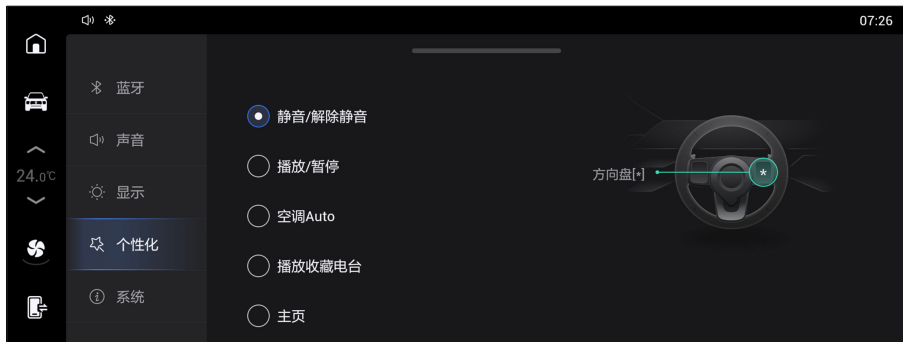 07:26
蓝牙
声音
显示
个性化
系统
24.0℃
静音/解除静音
播放/暂停
空调Auto
播放收藏电台
主页
方向盘[*]
*